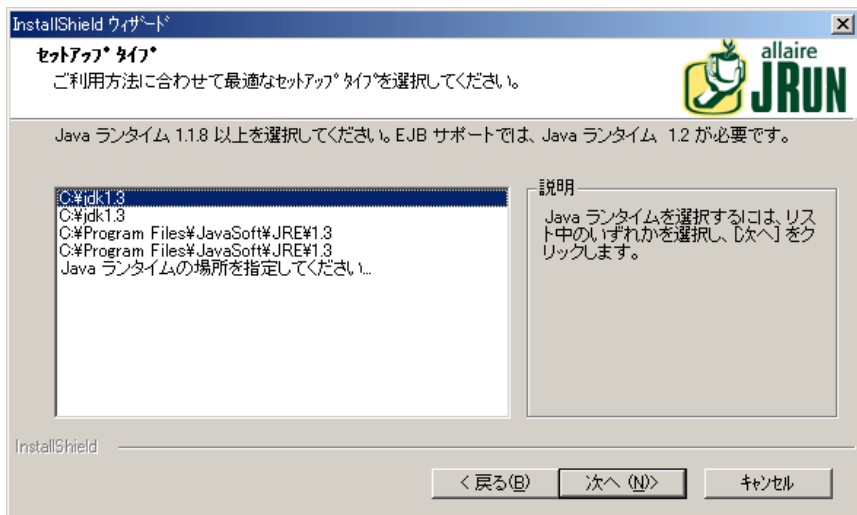 InstallShield ウィザード
セットアップ タイプ
ご利用方法に合わせて最適なセットアップ タイプを選択してください。
allaire
JRUN
Java ランタイム 1.1.8 以上を選択してください。EJB サポートでは、Java ランタイム 1.2 が必要です。
C:¥jdk1.3
C:¥jdk1.3
C:¥Program Files¥JavaSoft¥JRE¥1.3
C:¥Program Files¥JavaSoft¥JRE¥1.3
Java ランタイムの場所を指定してください...
説明
Java ランタイムを選択するには、リス
ト中のいずれかを選択し、[次へ] をク
リックします。
InstallShield
< 戻る(B)
次へ (N)>
キャンセル